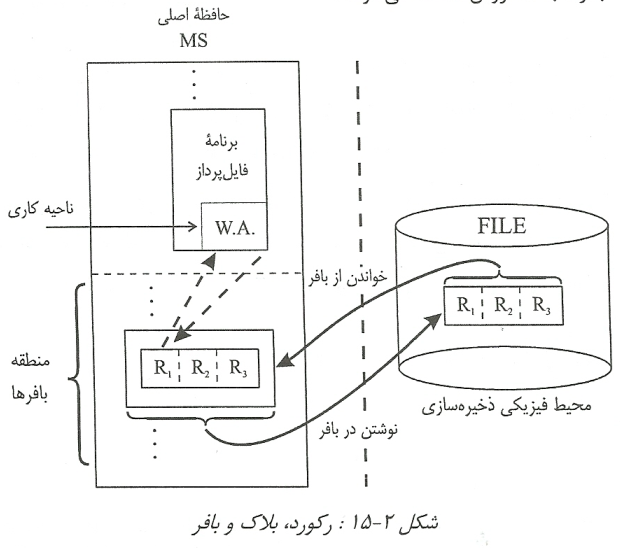 حافظهٔ اصلی
MS
برنامهٔ
فایل‌پرداز
ناحیه کاری
W.A.
FILE
خواندن از بافر
R₁ R₂ R₃
R₁ R₂ R₃
منطقه
بافرها
محیط فیزیکی ذخیره‌سازی
نوشتن در بافر
شکل ۲-۱۵ : رکورد، بلاک و بافر